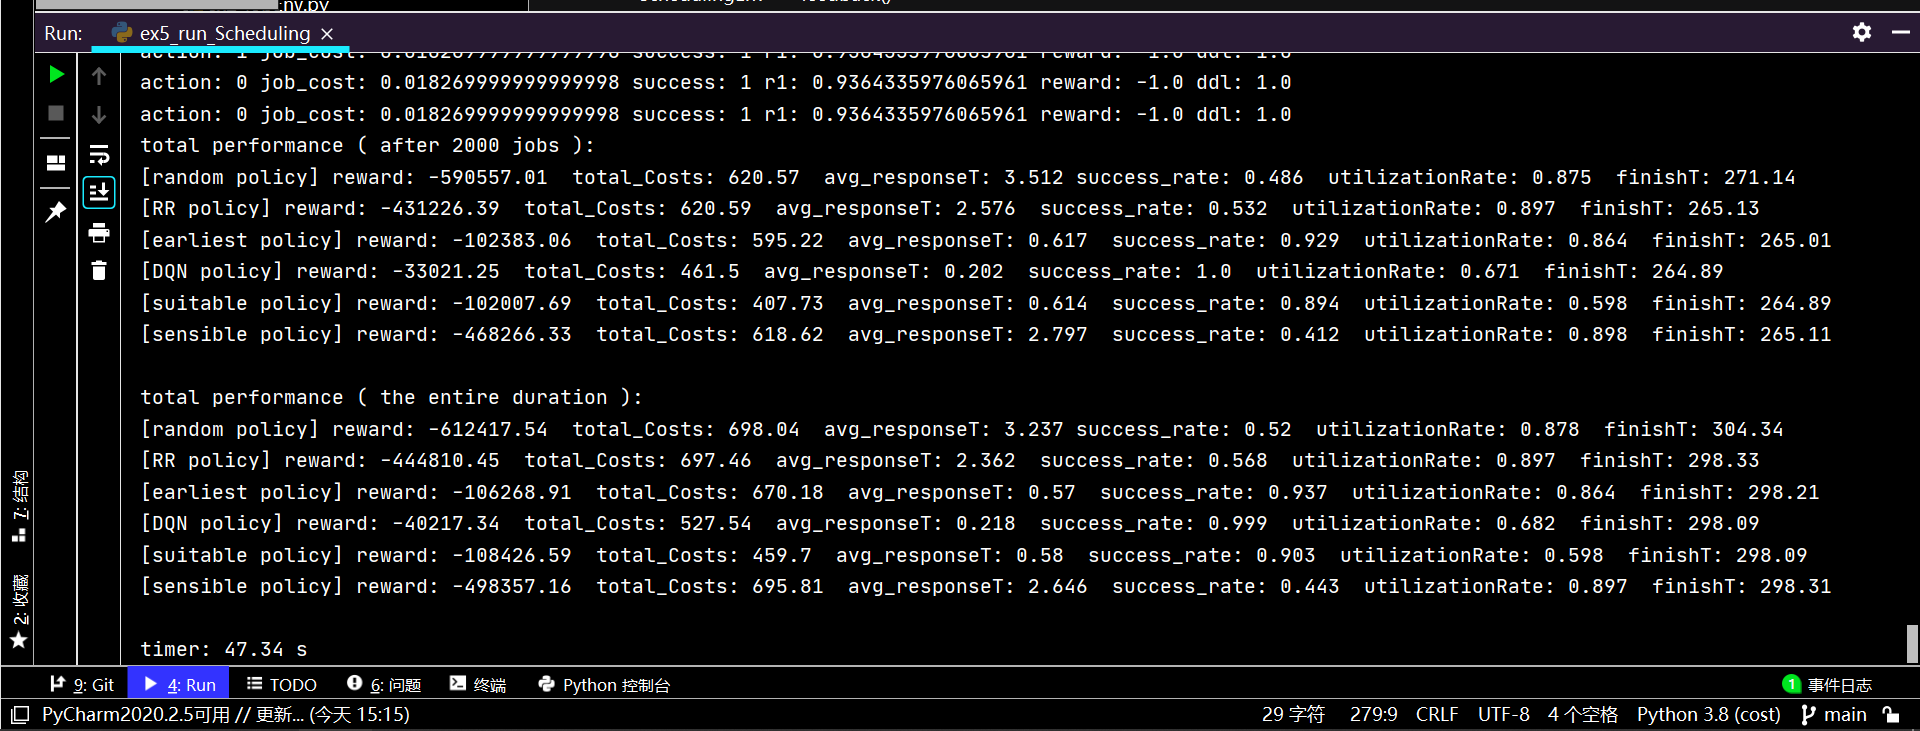 ny.py
Run: ex5_run_Scheduling
action: 0 job_cost: 0.018269999999999998 success: 1 r1: 0.9364335976065961 reward: -1.0 ddl: 1.0
action: 0 job_cost: 0.018269999999999998 success: 1 r1: 0.9364335976065961 reward: -1.0 ddl: 1.0
total performance ( after 2000 jobs ):
[random policy] reward: -590557.01  total_Costs: 620.57  avg_responseT: 3.512 success_rate: 0.486  utilizationRate: 0.875  finishT: 271.14
[RR policy] reward: -431226.39  total_Costs: 620.59  avg_responseT: 2.576  success_rate: 0.532  utilizationRate: 0.897  finishT: 265.13
[earliest policy] reward: -102383.06  total_Costs: 595.22  avg_responseT: 0.617  success_rate: 0.929  utilizationRate: 0.864  finishT: 265.01
[DQN policy] reward: -33021.25  total_Costs: 461.5  avg_responseT: 0.202  success_rate: 1.0  utilizationRate: 0.671  finishT: 264.89
[suitable policy] reward: -102007.69  total_Costs: 407.73  avg_responseT: 0.614  success_rate: 0.894  utilizationRate: 0.598  finishT: 264.89
[sensible policy] reward: -468266.33  total_Costs: 618.62  avg_responseT: 2.797  success_rate: 0.412  utilizationRate: 0.898  finishT: 265.11
total performance ( the entire duration ):
[random policy] reward: -612417.54  total_Costs: 698.04  avg_responseT: 3.237 success_rate: 0.52  utilizationRate: 0.878  finishT: 304.34
[RR policy] reward: -444810.45  total_Costs: 697.46  avg_responseT: 2.362  success_rate: 0.568  utilizationRate: 0.897  finishT: 298.33
[earliest policy] reward: -106268.91  total_Costs: 670.18  avg_responseT: 0.57  success_rate: 0.937  utilizationRate: 0.864  finishT: 298.21
[DQN policy] reward: -40217.34  total_Costs: 527.54  avg_responseT: 0.218  success_rate: 0.999  utilizationRate: 0.682  finishT: 298.09
[suitable policy] reward: -108426.59  total_Costs: 459.7  avg_responseT: 0.58  success_rate: 0.903  utilizationRate: 0.598  finishT: 298.09
[sensible policy] reward: -498357.16  total_Costs: 695.81  avg_responseT: 2.646  success_rate: 0.443  utilizationRate: 0.897  finishT: 298.31
timer: 47.34 s
7: 结构
2: 收藏
9: Git 4: Run TODO 6: 问题 终端 Python 控制台 1 事件日志
PyCharm2020.2.5可用 // 更新... (今天 15:15) 29 字符 279:9 CRLF UTF-8 4 个空格 Python 3.8 (cost) main